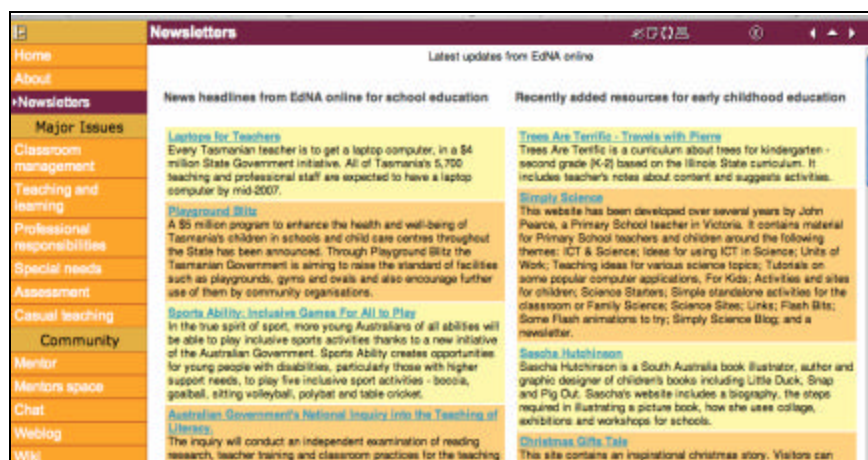 Newsletters
Home
About
Newsletters
Major Issues
Classroom
management
Teaching and
learning
Professional
responsibilities
Special needs
Assessment
Casual teaching
Community
Mentor
Mentors space
Chat
Weblog
Wiki
Latest updates from EdNA online
News headlines from EdNA online for school education
Laptops for Teachers
Every Tasmanian teacher is to get a laptop computer, in a $4
million State Government initiative. All of Tasmania's 5,700
teaching and professional staff are expected to have a laptop
computer by mid-2007.
Playground Blitz
A $5 million program to enhance the health and well-being of
Tasmania's children in schools and child care centres throughout
the State has been announced. Through Playground Blitz the
Tasmanian Government is aiming to raise the standard of facilities
such as playgrounds, gyms and ovals and also encourage further
use of them by community organisations.
Sports Ability: Inclusive Games For All to Play
In the true spirit of sport, more young Australians of all abilities will
be able to play inclusive sports activities thanks to a new initiative
of the Australian Government. Sports Ability creates opportunities
for young people with disabilities, particularly those with higher
support needs, to play five inclusive sport activities - boccia,
goalball, sitting volleyball, polybat and table cricket.
Australian Government's National Inquiry into the Teaching of
Literacy.
The inquiry will conduct an independent examination of reading
research, teacher training and classroom practices for the teaching
Recently added resources for early childhood education
Trees Are Terrific - Travels with Pierre
Trees Are Terrific is a curriculum about trees for kindergarten -
second grade (K-2) based on the Illinois State curriculum. It
includes teacher's notes about content and suggests activities.
Simply Science
This website has been developed over several years by John
Pearce, a Primary School teacher in Victoria. It contains material
for Primary School teachers and children around the following
themes: ICT & Science; Ideas for using ICT in Science; Units of
Work; Teaching ideas for various science topics; Tutorials on
some popular computer applications, For Kids; Activities and sites
for children; Science Starters; Simple standalone activities for the
classroom or Family Science; Science Sites; Links; Flash Bits;
Some Flash animations to try; Simply Science Blog; and a
newsletter.
Sascha Hutchinson
Sascha Hutchinson is a South Australia book illustrator, author and
graphic designer of children's books including Little Duck, Snap
and Pig Out. Sascha's website includes a biography, the steps
required in illustrating a picture book, how she uses collage,
exhibitions and workshops for schools.
Christmas Gifts Tale
This site contains an inspirational christmas story. Visitors can